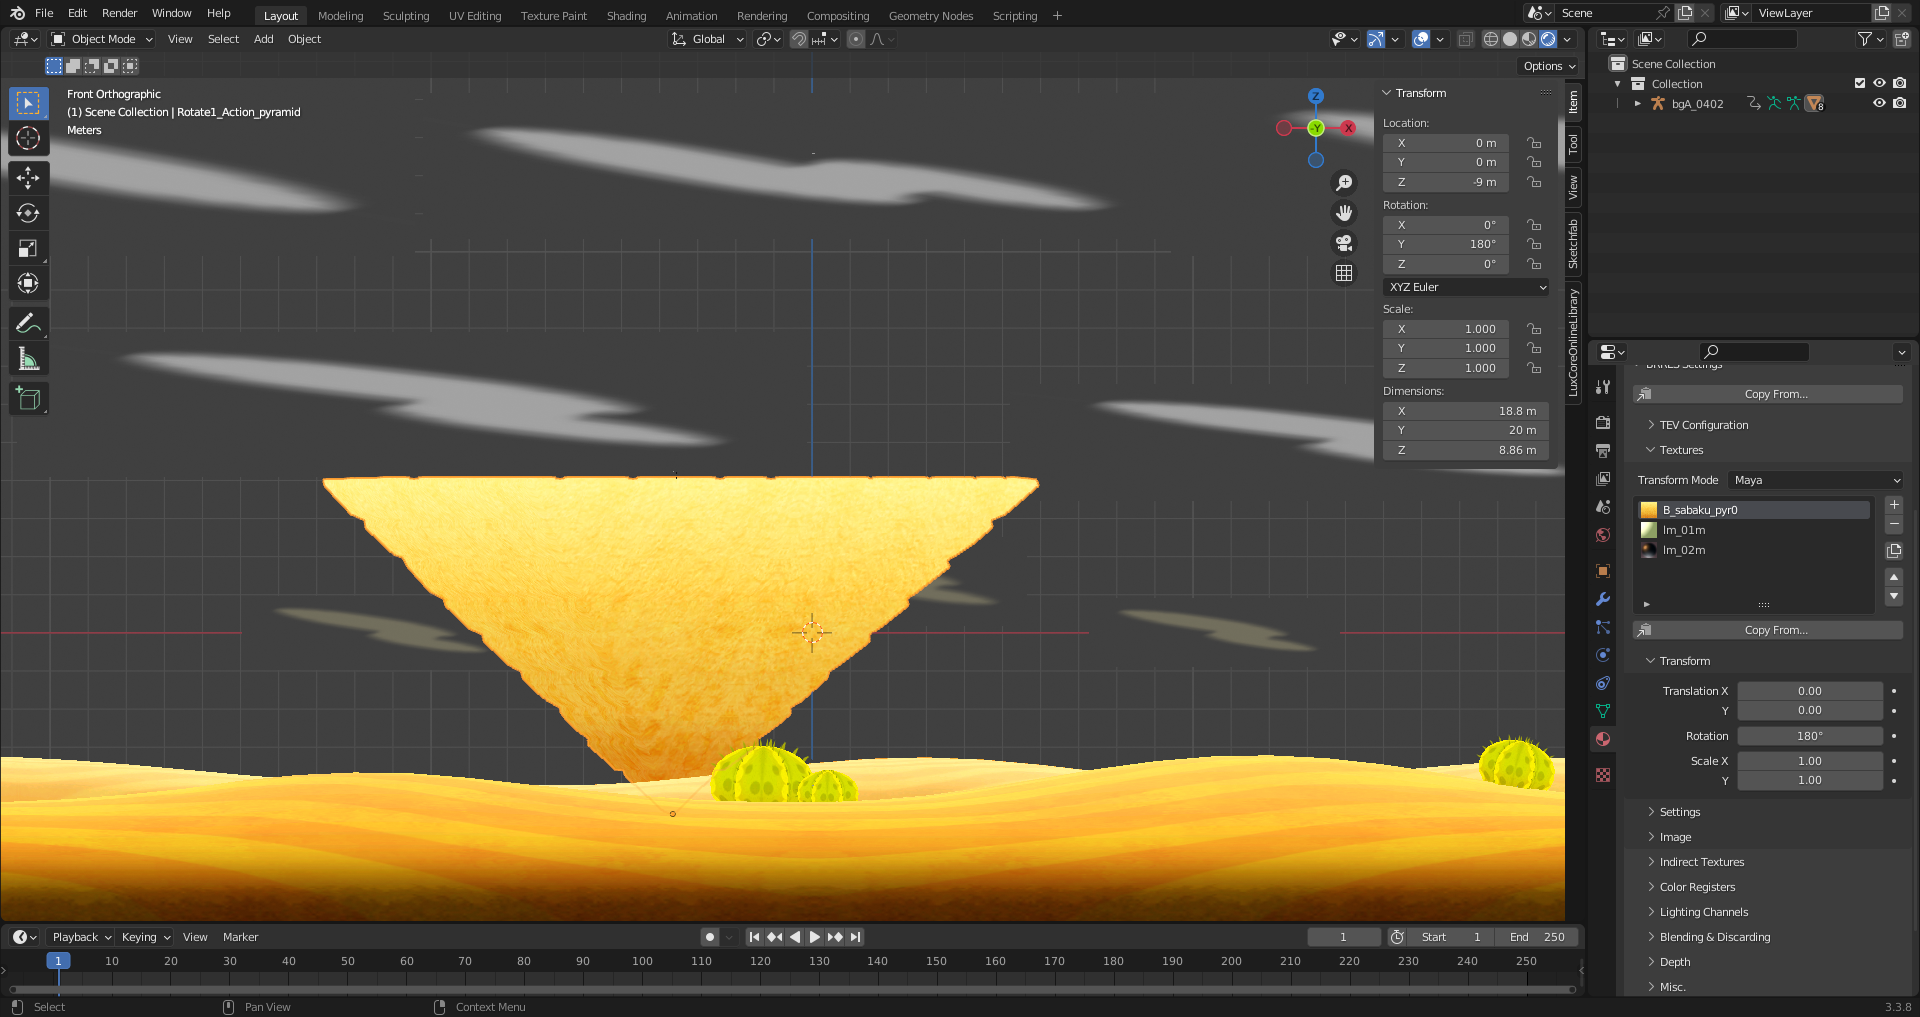 File Edit Render Window Help
Layout Modeling Sculpting UV Editing Texture Paint Shading Animation Rendering Compositing Geometry Nodes Scripting +
Scene
ViewLayer
Object Mode View Select Add Object
Global
Options
Front Orthographic
(1) Scene Collection | Rotate1_Action_pyramid
Meters
Z
-Y
X
Transform
Location:
X 0 m
Y 0 m
Z -9 m
Rotation:
X 0°
Y 180°
Z 0°
XYZ Euler
Scale:
X 1.000
Y 1.000
Z 1.000
Dimensions:
X 18.8 m
Y 20 m
Z 8.86 m
Item
Tool
View
Sketchfab
LuxCoreOnlineLibrary
Scene Collection
Collection
bgA_0402
8
BRRES Settings
Copy From...
TEV Configuration
Textures
Transform Mode Maya
B_sabaku_pyr0
lm_01m
lm_02m
Copy From...
Transform
Translation X 0.00
Y 0.00
Rotation 180°
Scale X 1.00
Y 1.00
Settings
Image
Indirect Textures
Color Registers
Lighting Channels
Blending & Discarding
Depth
Misc.
Playback Keying View Marker
1
Start 1
End 250
1 10 20 30 40 50 60 70 80 90 100 110 120 130 140 150 160 170 180 190 200 210 220 230 240 250
Select
Pan View
Context Menu
3.3.8